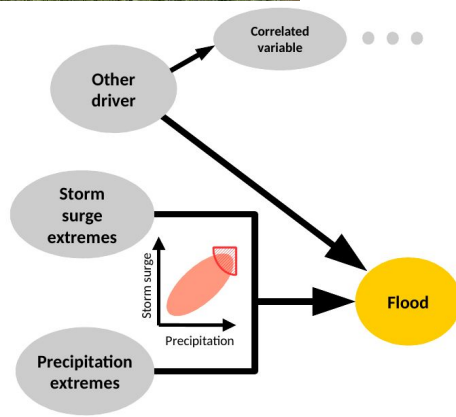 Correlated
variable
Other
driver
Storm
surge
extremes
Storm surge
Precipitation
Flood
Precipitation
extremes